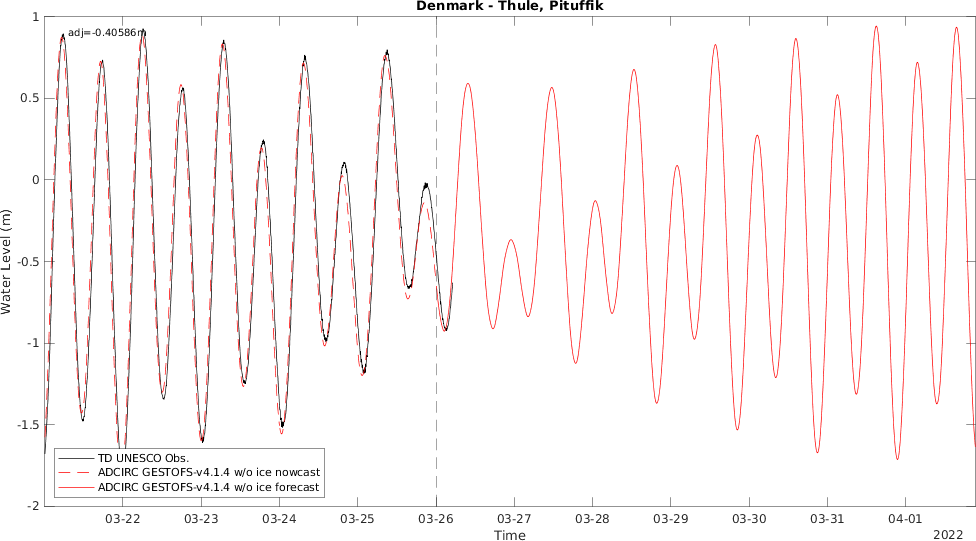 Denmark - Thule, Pituffik
adj=-0.40586m
1
0.5
0
-0.5
-1
-1.5
-2
Water Level (m)
TD UNESCO Obs.
ADCIRC GESTOFS-v4.1.4 w/o ice nowcast
ADCIRC GESTOFS-v4.1.4 w/o ice forecast
03-22 03-23 03-24 03-25 03-26 03-27 03-28 03-29 03-30 03-31 04-01
Time
2022